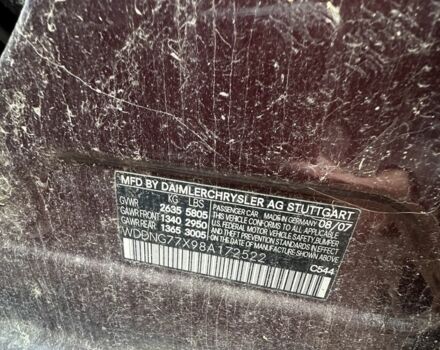 MFD BY DAIMLERCHRYSLER AG STUTTGART
KG LBS
GVWR 2635 5805 PASSENGER CAR MADE IN GERMANY 08/07
GAWR FRONT 1340 2950 THIS VEHICLE CONFORMS TO ALL APPLICABLE
GAWR REAR 1365 3005 U.S. FEDERAL MOTOR VEHICLE SAFETY, BUMPER,
AND THEFT PREVENTION STANDARDS IN EFFECT
ON THE DATE OF MANUFACTURE SHOWN ABOVE.
WDDNG77X98A172522
C544